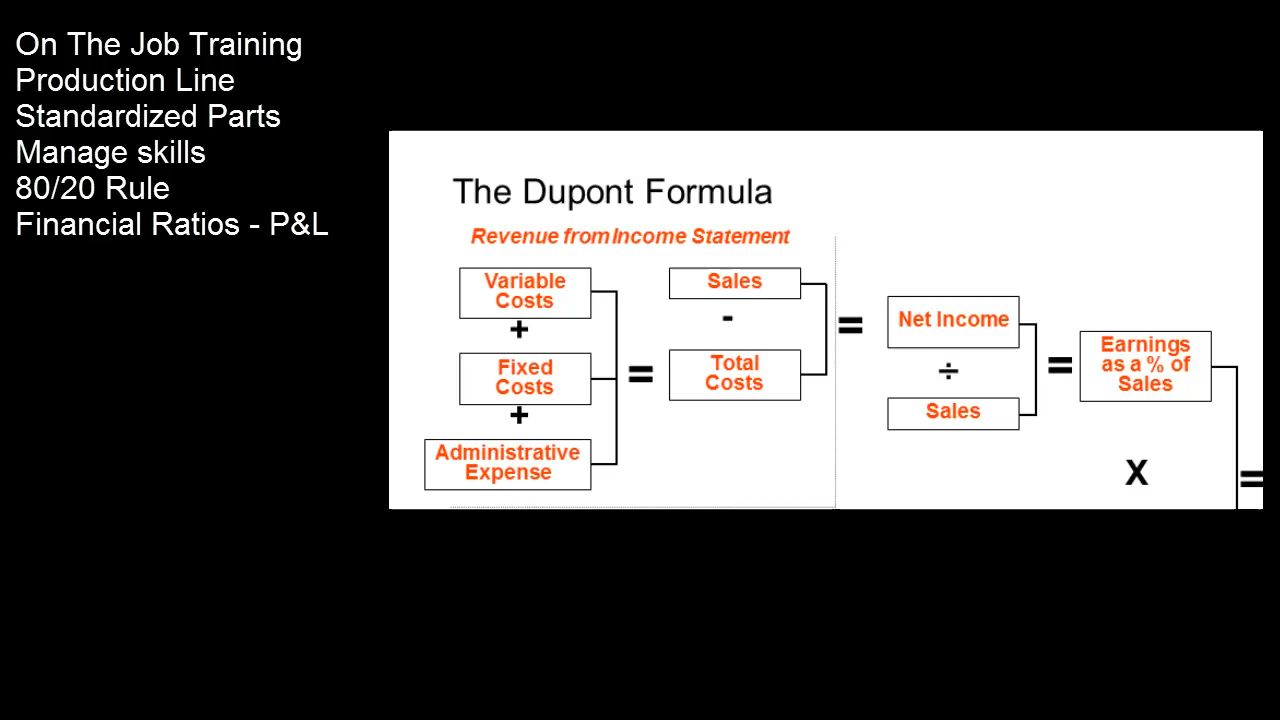 On The Job Training
Production Line
Standardized Parts
Manage skills
80/20 Rule
Financial Ratios - P&L
The Dupont Formula
Revenue from Income Statement
Variable
Costs
+
Fixed
Costs
+
Administrative
Expense
=
Sales
-
Total
Costs
=
Net Income
÷
Sales
=
Earnings
as a % of
Sales
X
=